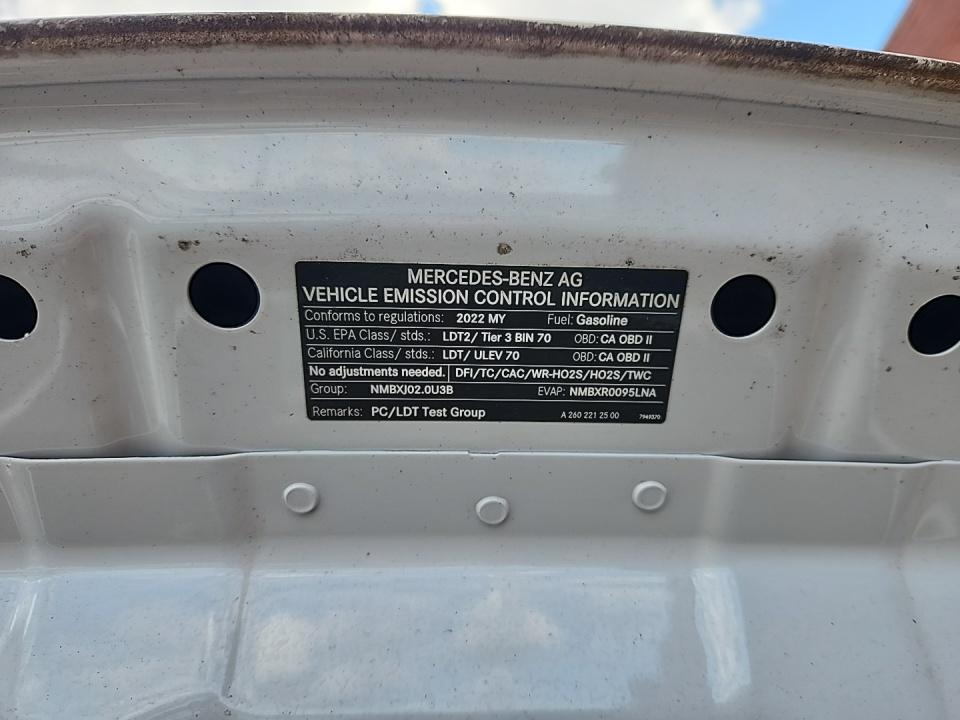 MERCEDES-BENZ AG
VEHICLE EMISSION CONTROL INFORMATION
Conforms to regulations: 2022 MY Fuel: Gasoline
U.S. EPA Class/ stds.: LDT2/ Tier 3 BIN 70 OBD: CA OBD II
California Class/ stds.: LDT/ ULEV 70 OBD: CA OBD II
No adjustments needed. DFI/TC/CAC/WR-HO2S/HO2S/TWC
Group: NMBXJ02.0U3B EVAP: NMBXR0095LNA
Remarks: PC/LDT Test Group A 260 221 25 00 7949370